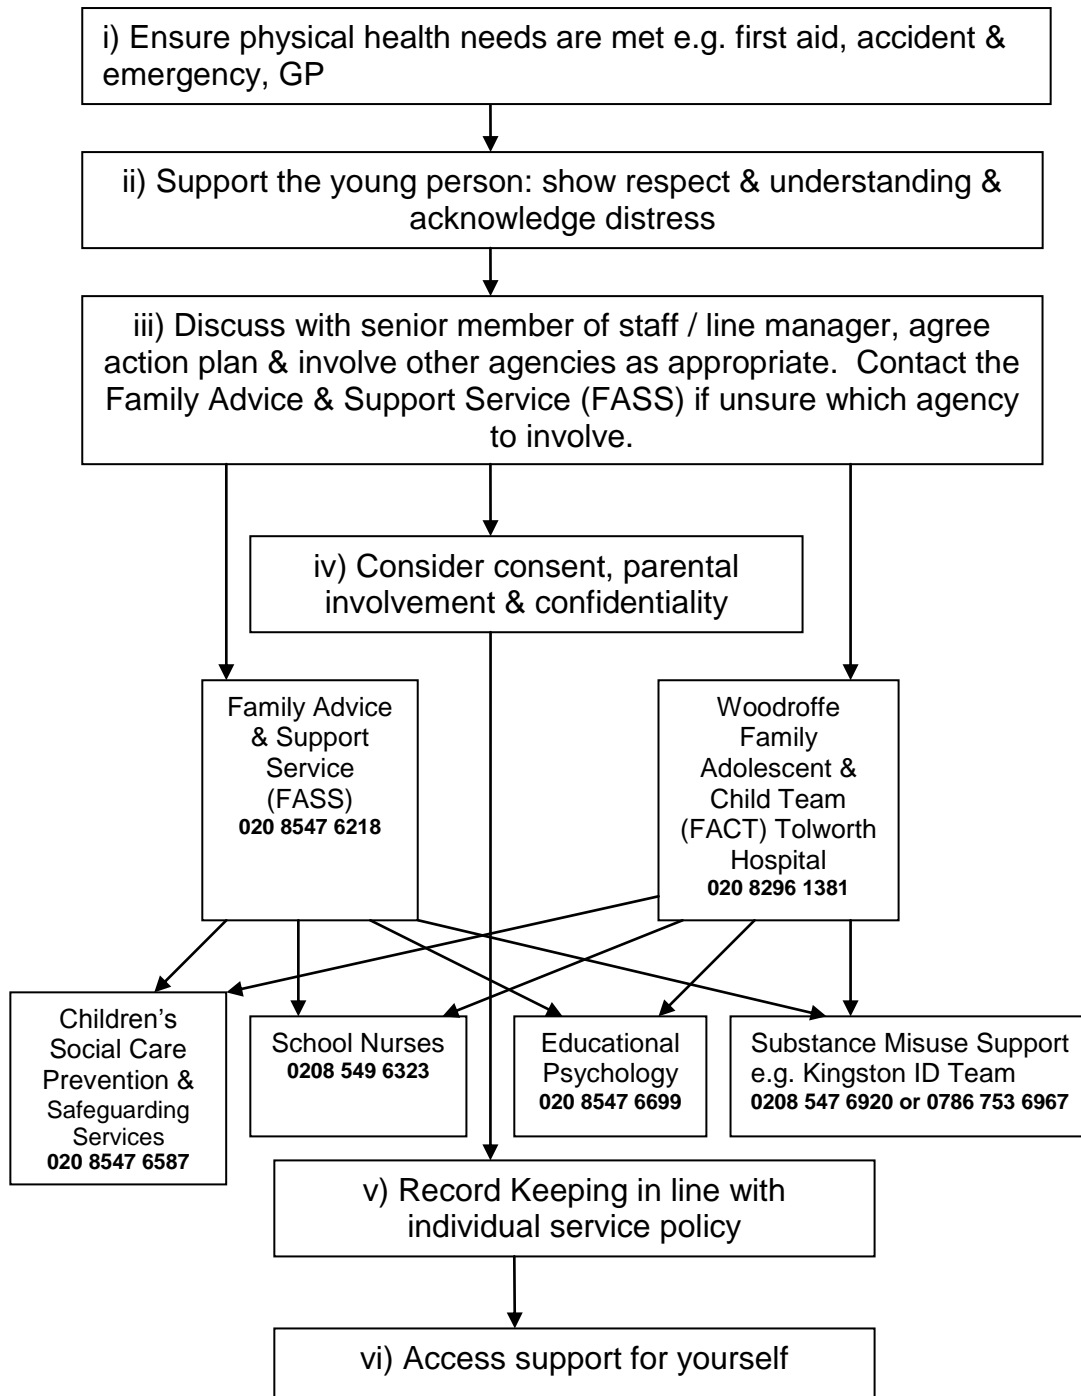 i) Ensure physical health needs are met e.g. first aid, accident &
emergency, GP
ii) Support the young person: show respect & understanding &
acknowledge distress
iii) Discuss with senior member of staff / line manager, agree
action plan & involve other agencies as appropriate.  Contact the
Family Advice & Support Service (FASS) if unsure which agency
to involve.
iv) Consider consent, parental
involvement & confidentiality
Family Advice
& Support
Service
(FASS)
020 8547 6218
Woodroffe
Family
Adolescent &
Child Team
(FACT) Tolworth
Hospital
020 8296 1381
Children's
Social Care
Prevention &
Safeguarding
Services
020 8547 6587
School Nurses
0208 549 6323
Educational
Psychology
020 8547 6699
Substance Misuse Support
e.g. Kingston ID Team
0208 547 6920 or 0786 753 6967
v) Record Keeping in line with
individual service policy
vi) Access support for yourself